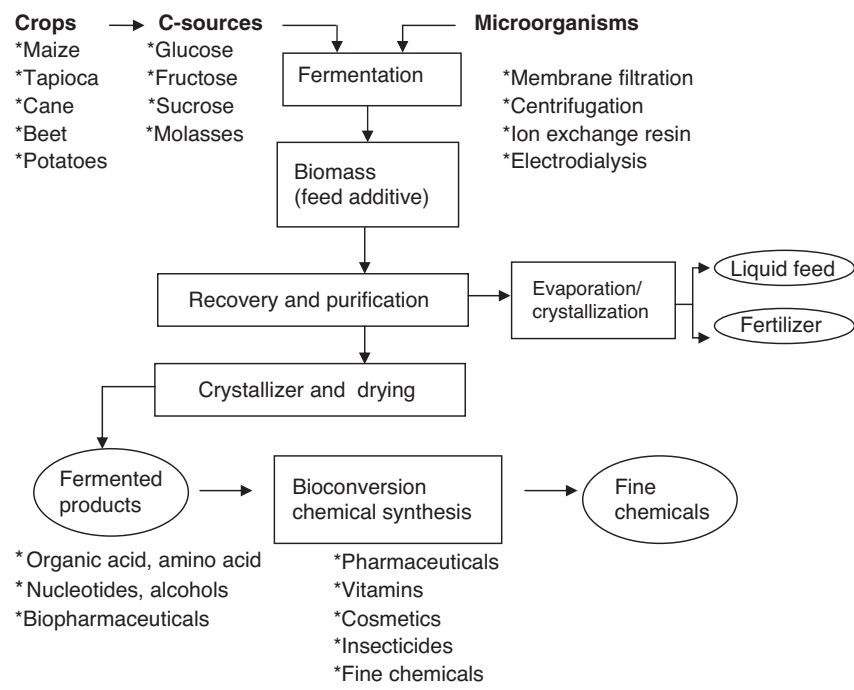 Crops
C-sources
Microorganisms
*Maize
*Tapioca
*Cane
*Beet
*Potatoes
*Glucose
*Fructose
*Sucrose
*Molasses
Fermentation
*Membrane filtration
*Centrifugation
*Ion exchange resin
*Electrodialysis
Biomass
(feed additive)
Recovery and purification
Evaporation/
crystallization
Liquid feed
Fertilizer
Crystallizer and drying
Fermented
products
Bioconversion
chemical synthesis
Fine
chemicals
*Organic acid, amino acid
*Nucleotides, alcohols
*Biopharmaceuticals
*Pharmaceuticals
*Vitamins
*Cosmetics
*Insecticides
*Fine chemicals